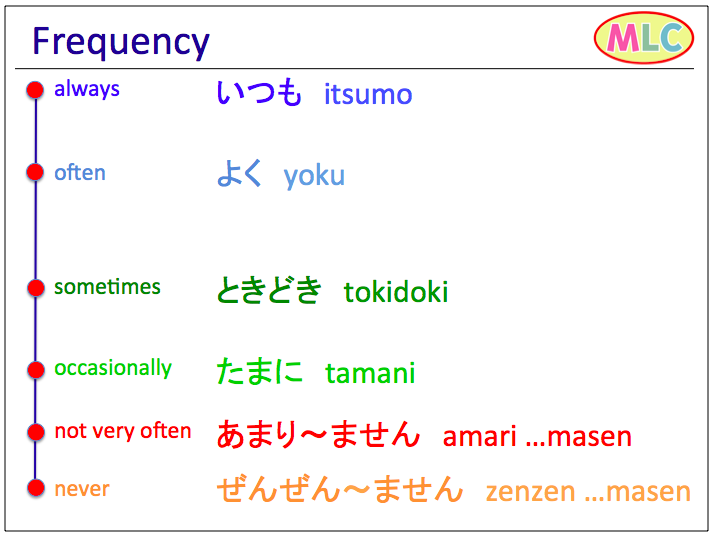 Frequency
MLC
always いつも itsumo
often よく yoku
sometimes ときどき tokidoki
occasionally たまに tamani
not very often あまり〜ません amari ...masen
never ぜんぜん〜ません zenzen ...masen